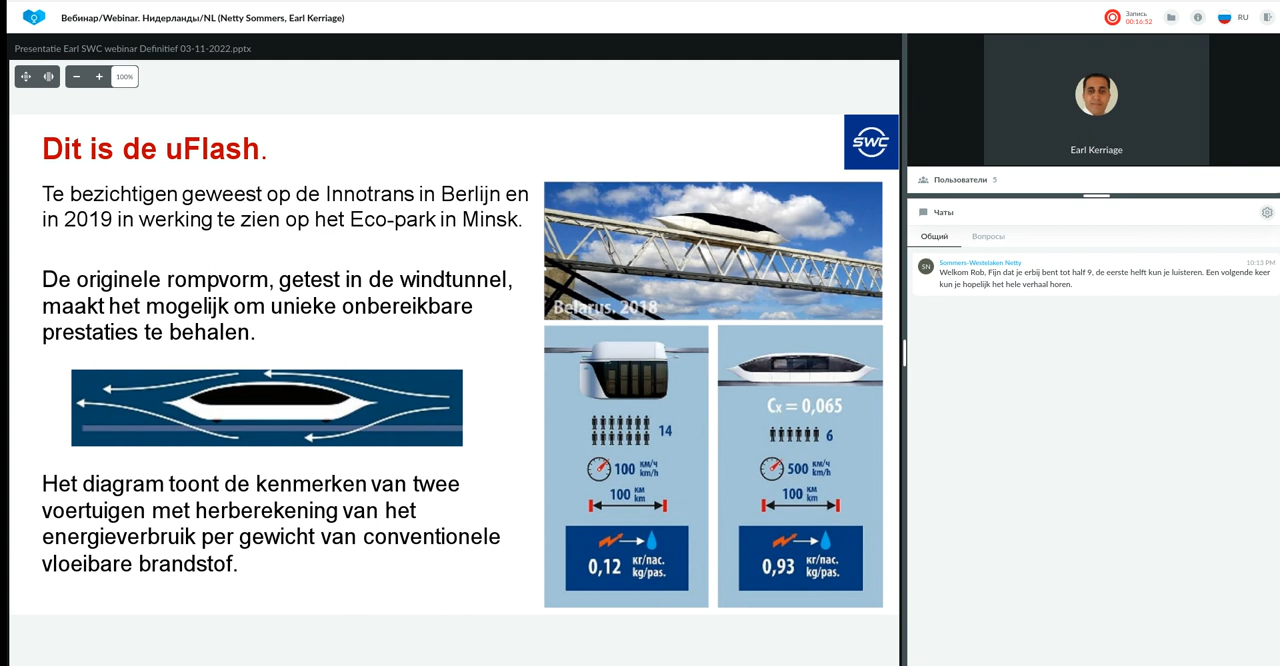 Вебинар/Webinar. Нидерланды/NL (Netty Sommers, Earl Kerriage)
Запись
00:16:52
RU
Presentatie Earl SWC webinar Definitief 03-11-2022.pptx
100%
Dit is de uFlash.
SWC
Te bezichtigen geweest op de Innotrans in Berlijn en
in 2019 in werking te zien op het Eco-park in Minsk.
De originele rompvorm, getest in de windtunnel,
maakt het mogelijk om unieke onbereikbare
prestaties te behalen.
Het diagram toont de kenmerken van twee
voertuigen met herberekening van het
energieverbruik per gewicht van conventionele
vloeibare brandstof.
Belarus. 2018
14
100 км/ч
km/h
100 км
km
0,12 кг/пас.
kg/pas.
Cx = 0,065
6
500 км/ч
km/h
100 км
km
0,93 кг/пас.
kg/pas.
Earl Kerriage
Пользователи 5
Чаты
Общий Вопросы
SN
Sommers-Westelaken Netty 10:13 PM
Welkom Rob, Fijn dat je erbij bent tot half 9, de eerste helft kun je luisteren. Een volgende keer
kun je hopelijk het hele verhaal horen.